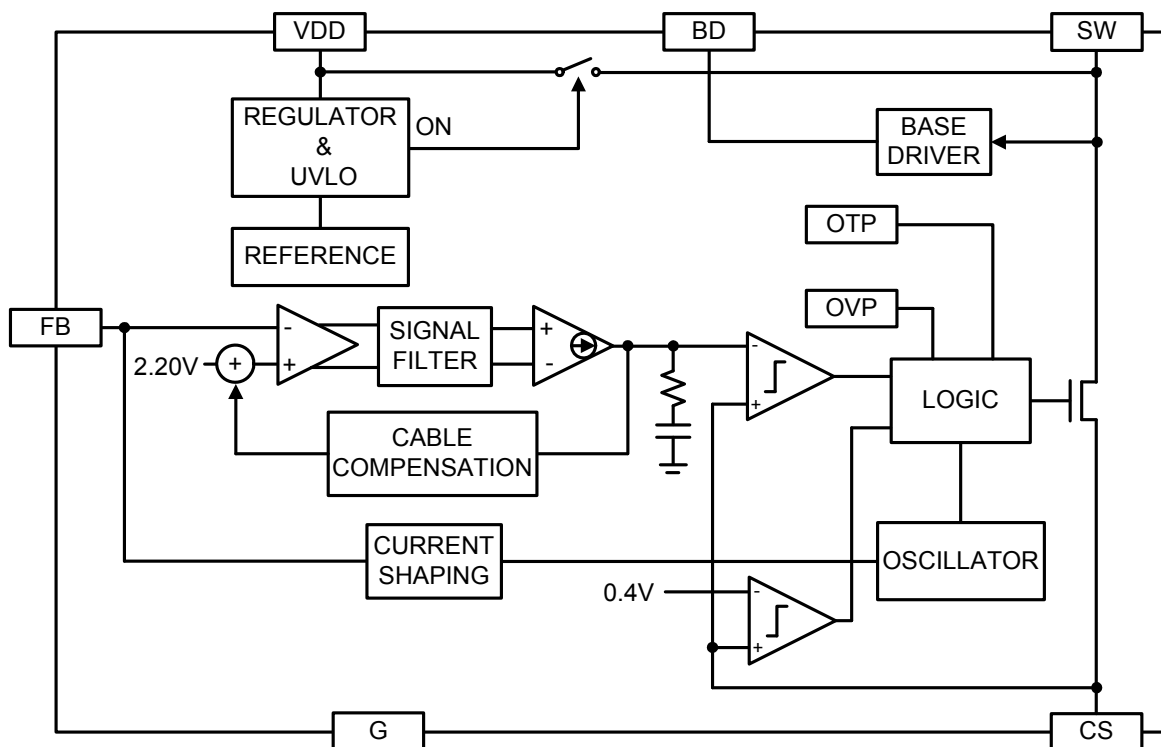 VDD
BD
SW
REGULATOR
&
UVLO
ON
BASE
DRIVER
REFERENCE
OTP
FB
OVP
-
+
2.20V
+
SIGNAL
FILTER
+
-
-
+
LOGIC
CABLE
COMPENSATION
CURRENT
SHAPING
OSCILLATOR
0.4V
-
+
G
CS